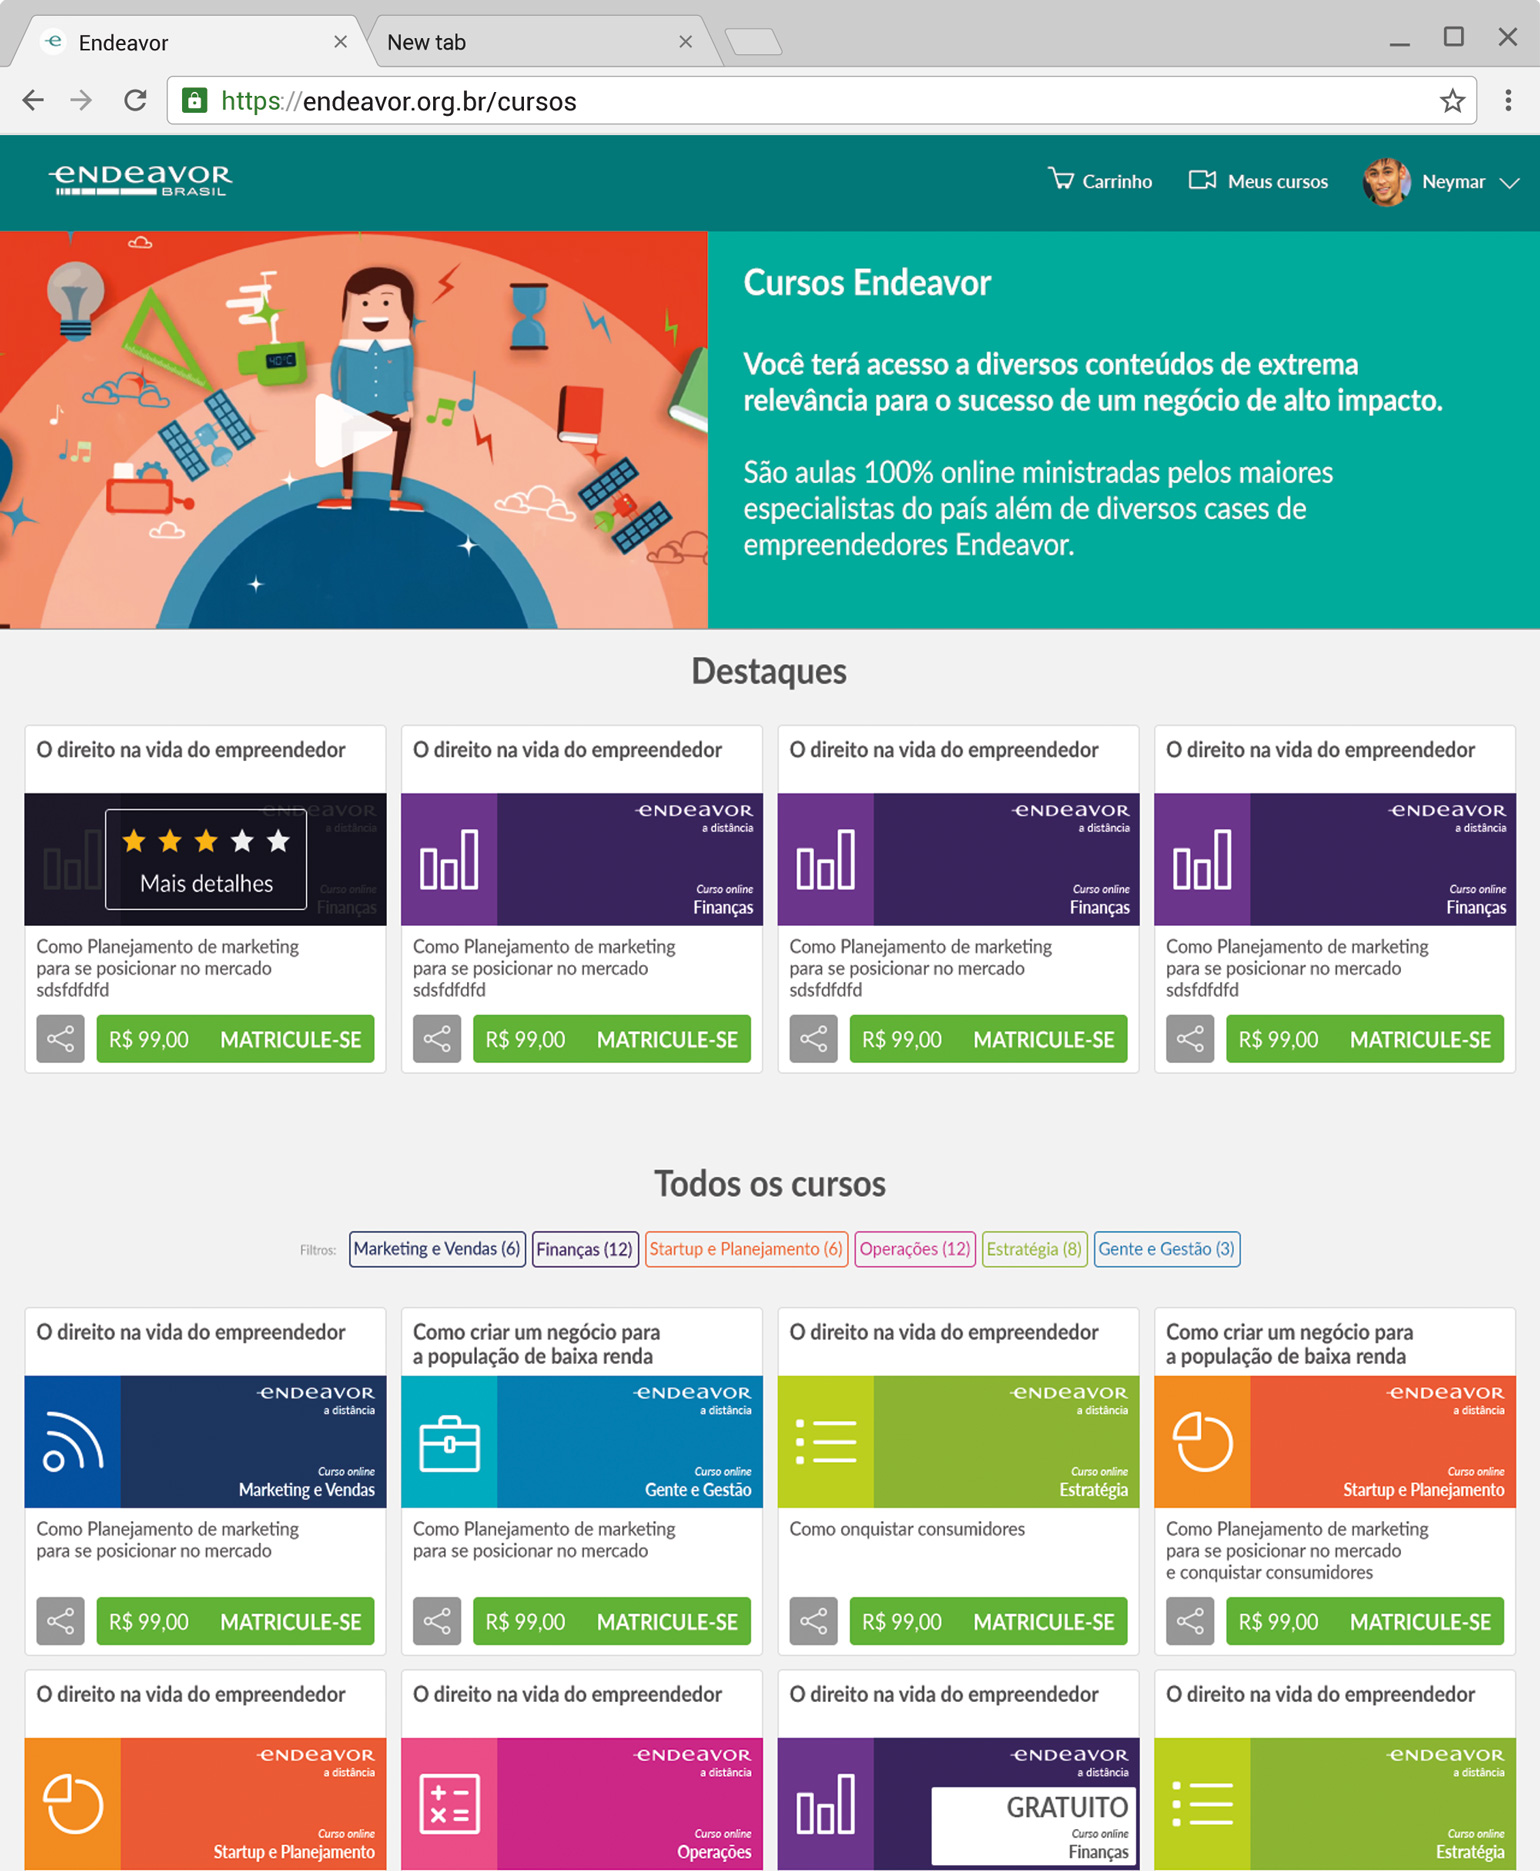 Endeavor
New tab
https://endeavor.org.br/cursos
enDeavor
BRASIL
Carrinho
Meus cursos
Neymar
40°C
Cursos Endeavor
Você terá acesso a diversos conteúdos de extrema
relevância para o sucesso de um negócio de alto impacto.
São aulas 100% online ministradas pelos maiores
especialistas do país além de diversos cases de
empreendedores Endeavor.
Destaques
O direito na vida do empreendedor
enDeavor
a distância
Mais detalhes
Curso online
Finanças
Como Planejamento de marketing
para se posicionar no mercado
sdsfdfdfd
R$ 99,00 MATRICULE-SE
O direito na vida do empreendedor
enDeavor
a distância
Curso online
Finanças
Como Planejamento de marketing
para se posicionar no mercado
sdsfdfdfd
R$ 99,00 MATRICULE-SE
O direito na vida do empreendedor
enDeavor
a distância
Curso online
Finanças
Como Planejamento de marketing
para se posicionar no mercado
sdsfdfdfd
R$ 99,00 MATRICULE-SE
O direito na vida do empreendedor
enDeavor
a distância
Curso online
Finanças
Como Planejamento de marketing
para se posicionar no mercado
sdsfdfdfd
R$ 99,00 MATRICULE-SE
Todos os cursos
Filtros: Marketing e Vendas (6) Finanças (12) Startup e Planejamento (6) Operações (12) Estratégia (8) Gente e Gestão (3)
O direito na vida do empreendedor
enDeavor
a distância
Curso online
Marketing e Vendas
Como Planejamento de marketing
para se posicionar no mercado
R$ 99,00 MATRICULE-SE
Como criar um negócio para
a população de baixa renda
enDeavor
a distância
Curso online
Gente e Gestão
Como Planejamento de marketing
para se posicionar no mercado
R$ 99,00 MATRICULE-SE
O direito na vida do empreendedor
enDeavor
a distância
Curso online
Estratégia
Como onquistar consumidores
R$ 99,00 MATRICULE-SE
Como criar um negócio para
a população de baixa renda
enDeavor
a distância
Curso online
Startup e Planejamento
Como Planejamento de marketing
para se posicionar no mercado
e conquistar consumidores
R$ 99,00 MATRICULE-SE
O direito na vida do empreendedor
enDeavor
a distância
Curso online
Startup e Planejamento
O direito na vida do empreendedor
enDeavor
a distância
Curso online
Operações
O direito na vida do empreendedor
enDeavor
a distância
GRATUITO
Curso online
Finanças
O direito na vida do empreendedor
enDeavor
a distância
Curso online
Estratégia